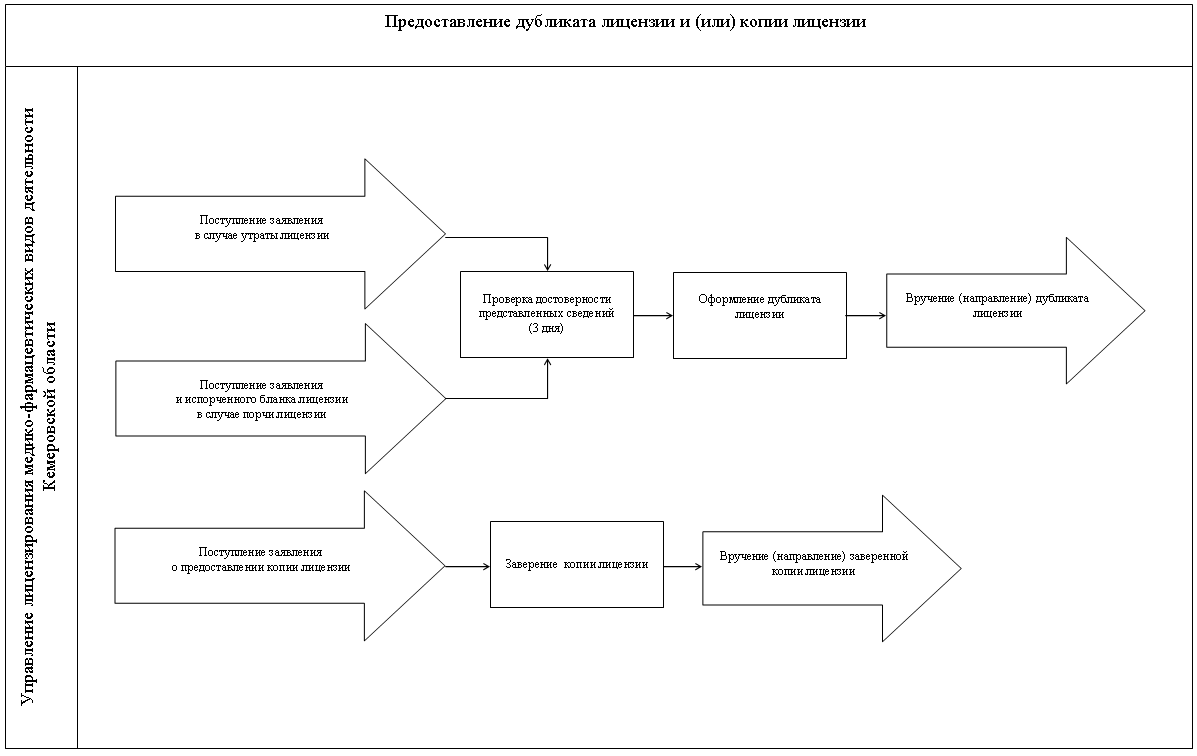 Предоставление дубликата лицензии и (или) копии лицензии
Управление лицензирования медико-фармацевтических видов деятельности
Кемеровской области
Поступление заявления
в случае утраты лицензии
Поступление заявления
и испорченного бланка лицензии
в случае порчи лицензии
Проверка достоверности
представленных сведений
(3 дня)
Оформление дубликата
лицензии
Вручение (направление) дубликата
лицензии
Поступление заявления
о предоставлении копии лицензии
Заверение копии лицензии
Вручение (направление) заверенной
копии лицензии